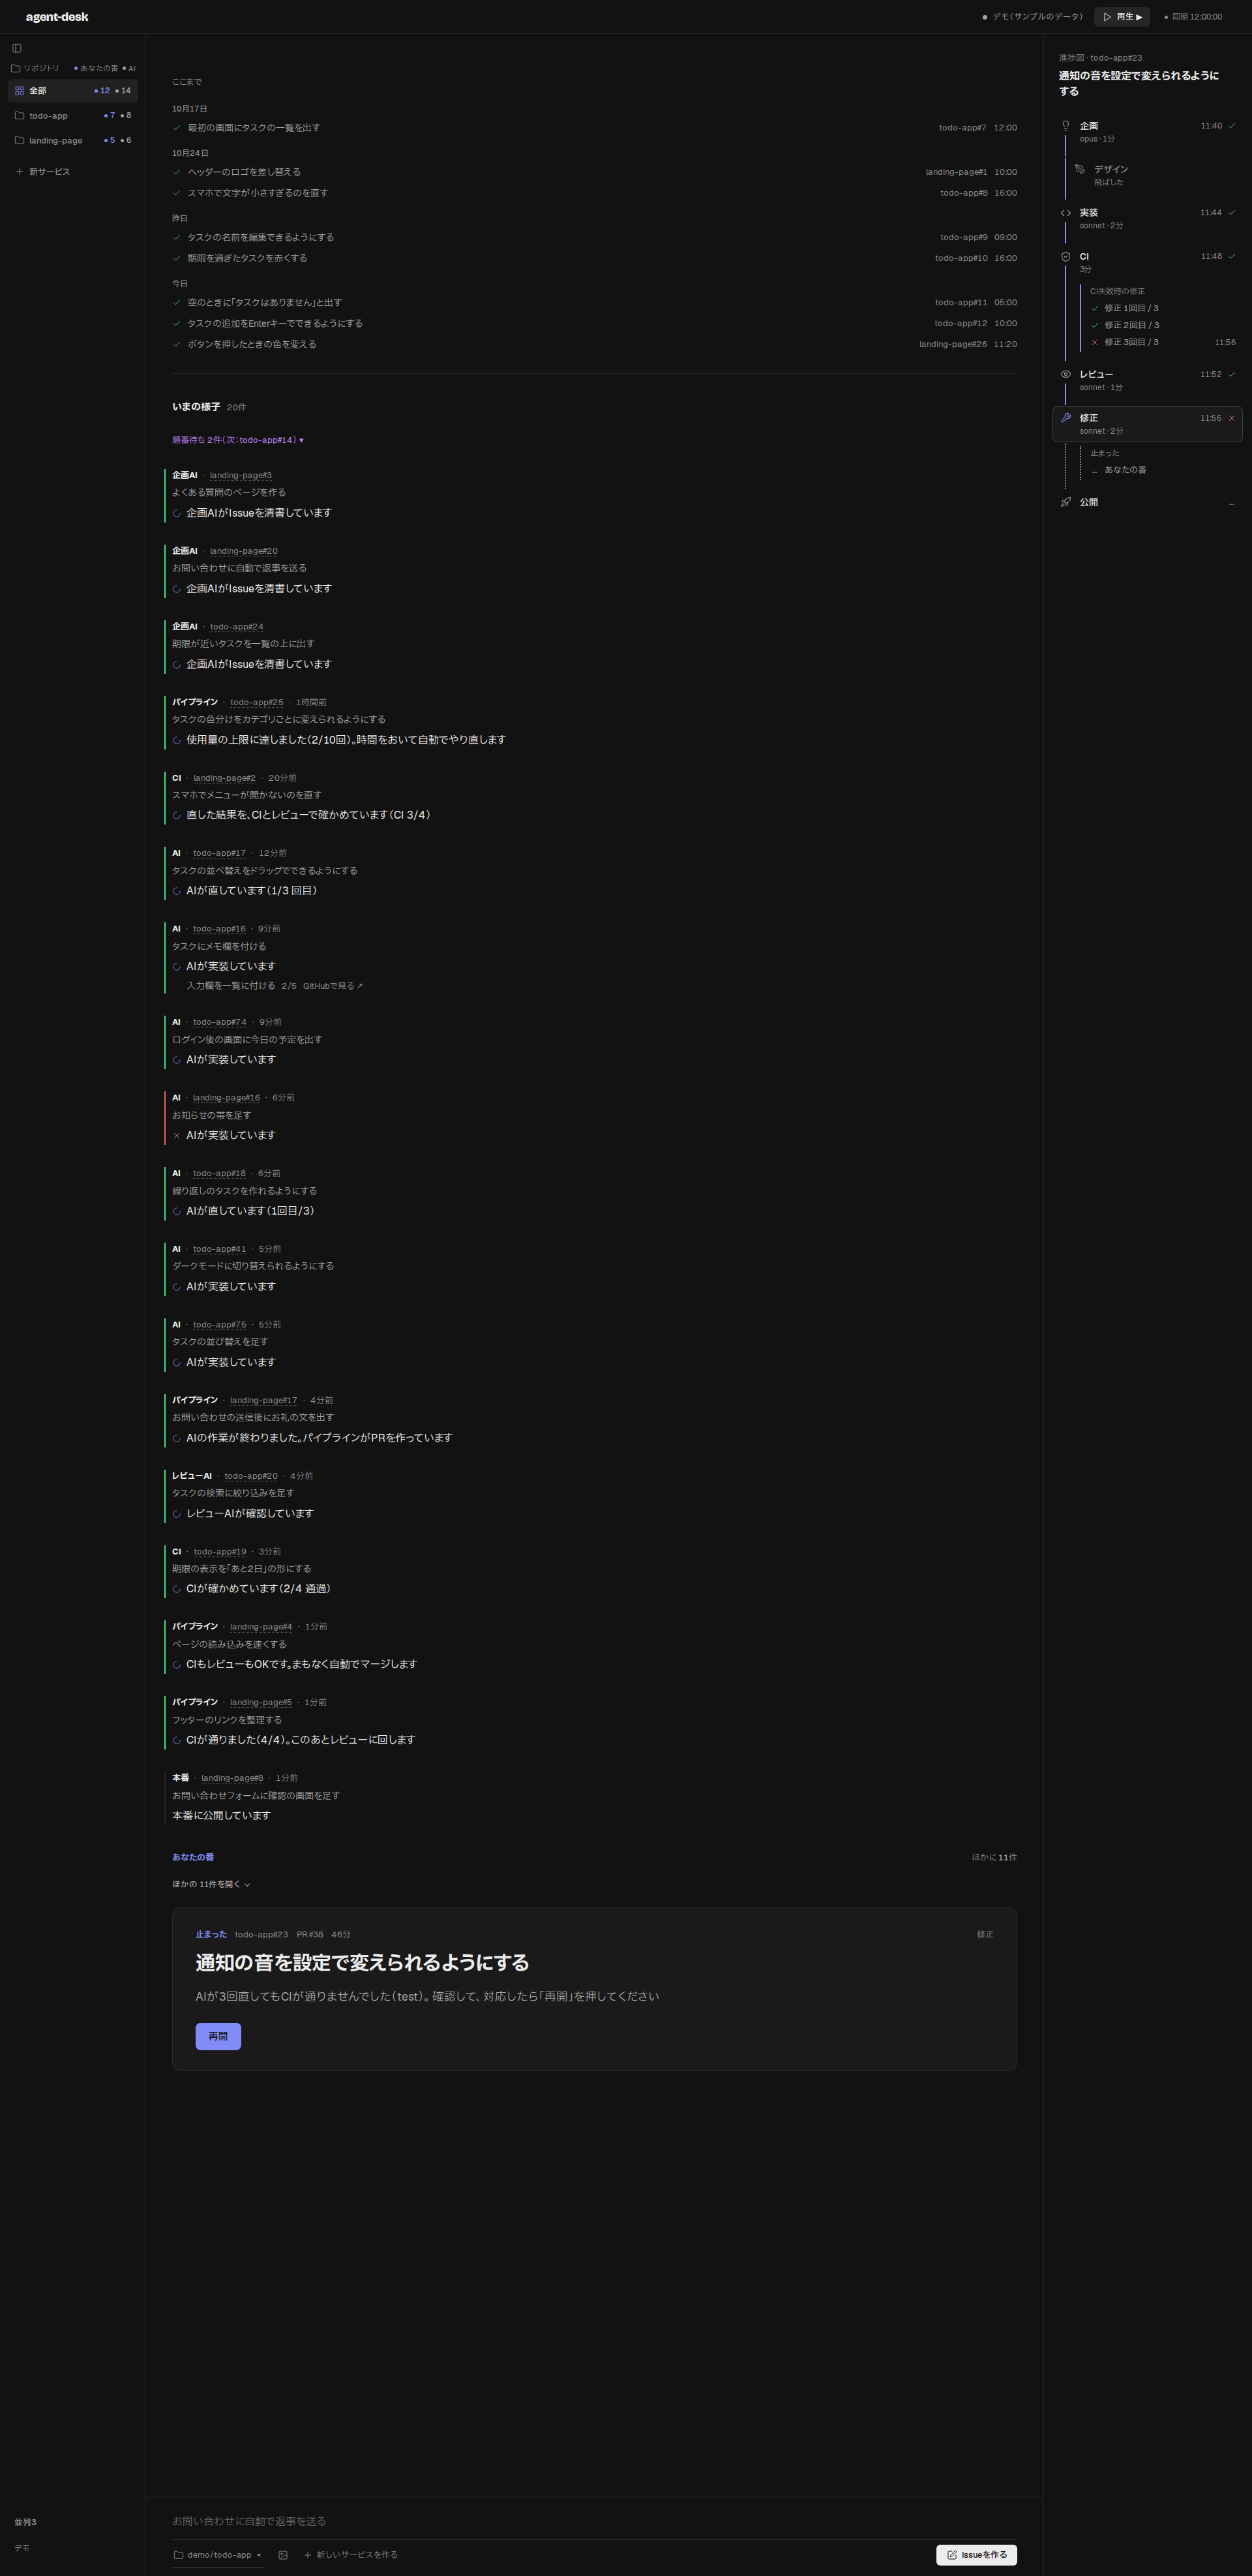 agent-desk
デモ（サンプルのデータ）
再生 ▶
同期 12:00:00
リポジトリ あなたの番 AI
全部 12 14
todo-app 7 8
landing-page 5 6
新サービス
並列3
デモ
ここまで
10月17日
最初の画面にタスクの一覧を出す todo-app#7 12:00
10月24日
ヘッダーのロゴを差し替える landing-page#1 10:00
スマホで文字が小さすぎるのを直す todo-app#8 16:00
昨日
タスクの名前を編集できるようにする todo-app#9 09:00
期限を過ぎたタスクを赤くする todo-app#10 16:00
今日
空のときに「タスクはありません」と出す todo-app#11 05:00
タスクの追加をEnterキーでできるようにする todo-app#12 10:00
ボタンを押したときの色を変える landing-page#26 11:20
いまの様子 20件
順番待ち 2件（次：todo-app#14）▾
企画AI · landing-page#3
よくある質問のページを作る
企画AIがIssueを清書しています
企画AI · landing-page#20
お問い合わせに自動で返事を送る
企画AIがIssueを清書しています
企画AI · todo-app#24
期限が近いタスクを一覧の上に出す
企画AIがIssueを清書しています
パイプライン · todo-app#25 · 1時間前
タスクの色分けをカテゴリごとに変えられるようにする
使用量の上限に達しました（2/10回）。時間をおいて自動でやり直します
CI · landing-page#2 · 20分前
スマホでメニューが開かないのを直す
直した結果を、CIとレビューで確かめています（CI 3/4）
AI · todo-app#17 · 12分前
タスクの並べ替えをドラッグでできるようにする
AIが直しています（1/3 回目）
AI · todo-app#16 · 9分前
タスクにメモ欄を付ける
AIが実装しています
入力欄を一覧に付ける 2/5 GitHubで見る ↗
AI · todo-app#74 · 9分前
ログイン後の画面に今日の予定を出す
AIが実装しています
AI · landing-page#16 · 6分前
お知らせの帯を足す
AIが実装しています
AI · todo-app#18 · 6分前
繰り返しのタスクを作れるようにする
AIが直しています（1回目/3）
AI · todo-app#41 · 5分前
ダークモードに切り替えられるようにする
AIが実装しています
AI · todo-app#75 · 5分前
タスクの並び替えを足す
AIが実装しています
パイプライン · landing-page#17 · 4分前
お問い合わせの送信後にお礼の文を出す
AIの作業が終わりました。パイプラインがPRを作っています
レビューAI · todo-app#20 · 4分前
タスクの検索に絞り込みを足す
レビューAIが確認しています
CI · todo-app#19 · 3分前
期限の表示を「あと2日」の形にする
CIが確かめています（2/4 通過）
パイプライン · landing-page#4 · 1分前
ページの読み込みを速くする
CIもレビューもOKです。まもなく自動でマージします
パイプライン · landing-page#5 · 1分前
フッターのリンクを整理する
CIが通りました（4/4）。このあとレビューに回します
本番 · landing-page#8 · 1分前
お問い合わせフォームに確認の画面を足す
本番に公開しています
あなたの番 ほかに 11件
ほかの 11件を開く
止まった todo-app#23 PR #38 46分 修正
通知の音を設定で変えられるようにする
AIが3回直してもCIが通りませんでした（test）。確認して、対応したら「再開」を押してください
再開
お問い合わせに自動で返事を送る
demo/todo-app ▾
新しいサービスを作る
Issueを作る
進捗図 · todo-app#23
通知の音を設定で変えられるように
する
企画 11:40
opus · 1分
デザイン
飛ばした
実装 11:44
sonnet · 2分
CI 11:48
3分
CI失敗時の修正
修正 1回目 / 3
修正 2回目 / 3
修正 3回目 / 3 11:56
レビュー 11:52
sonnet · 1分
修正 11:56
sonnet · 2分
止まった
あなたの番
公開